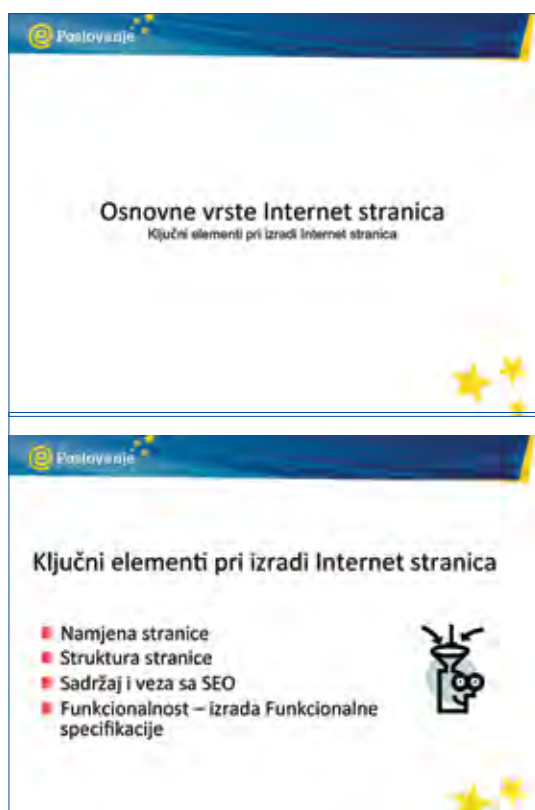 e Poslovanje
Osnovne vrste Internet stranica
Ključni elementi pri izradi Internet stranica
e Poslovanje
Ključni elementi pri izradi Internet stranica
Namjena stranice
Struktura stranice
Sadržaj i veza sa SEO
Funkcionalnost – izrada Funkcionalne
specifikacije